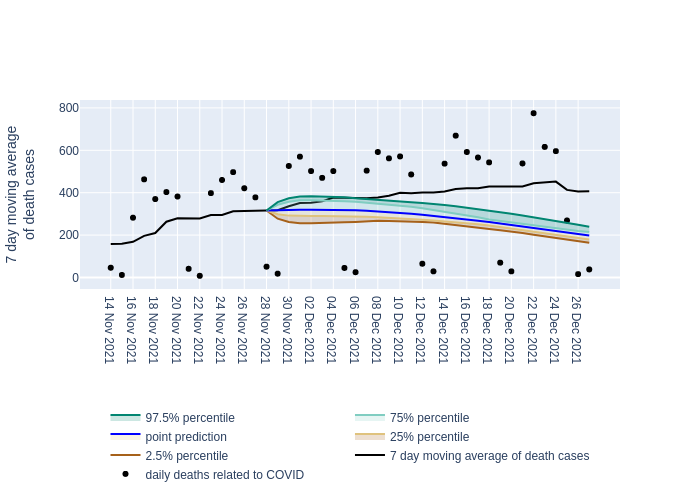 7 day moving average
of death cases
800
600
400
200
0
14 Nov 2021
16 Nov 2021
18 Nov 2021
20 Nov 2021
22 Nov 2021
24 Nov 2021
26 Nov 2021
28 Nov 2021
30 Nov 2021
02 Dec 2021
04 Dec 2021
06 Dec 2021
08 Dec 2021
10 Dec 2021
12 Dec 2021
14 Dec 2021
16 Dec 2021
18 Dec 2021
20 Dec 2021
22 Dec 2021
24 Dec 2021
26 Dec 2021
97.5% percentile
75% percentile
point prediction
25% percentile
2.5% percentile
7 day moving average of death cases
daily deaths related to COVID